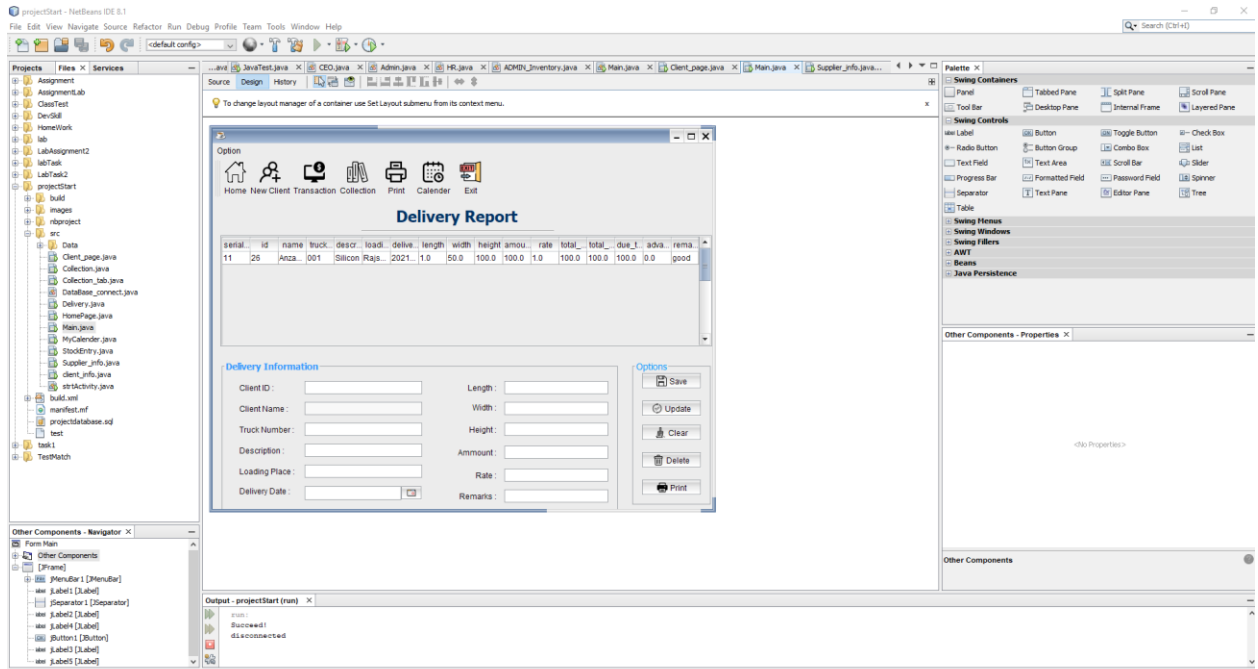 projectStart - NetBeans IDE 8.1
File Edit View Navigate Source Refactor Run Debug Profile Team Tools Window Help
Search (Ctrl+I)
<default config>
Projects Files Services
Assignment
AssignmentLab
ClassTest
DevSkill
HomeWork
lab
LabAssignment2
labTask
LabTask2
projectStart
build
images
nbproject
src
Data
Client_page.java
Collection.java
Collection_tab.java
DataBase_connect.java
Delivery.java
HomePage.java
Main.java
MyCalender.java
StockEntry.java
Supplier_info.java
client_info.java
strtActivity.java
build.xml
manifest.mf
projectdatabase.sql
test
task1
TestMatch
Other Components - Navigator
Form Main
Other Components
[JFrame]
jMenuBar1 [JMenuBar]
jLabel1 [JLabel]
jSeparator1 [JSeparator]
jLabel2 [JLabel]
jLabel4 [JLabel]
jButton1 [JButton]
jLabel3 [JLabel]
jLabel5 [JLabel]
...ava JavaTest.java CEO.java Admin.java HR.java ADMIN_Inventory.java Main.java Client_page.java Main.java Supplier_info.java...
Source Design History
To change layout manager of a container use Set Layout submenu from its context menu.
Option
Home New Client Transaction Collection Print Calender Exit
Delivery Report
serial... id name truck... descr... loadi... delive... length width height amou... rate total_... total_... due_t... adva... rema...
11 26 Anza... 001 Silicon Rajs... 2021... 1.0 50.0 100.0 100.0 1.0 100.0 100.0 100.0 0.0 good
Delivery Information
Client ID :
Client Name :
Truck Number :
Description :
Loading Place :
Delivery Date :
Length :
Width :
Height :
Ammount :
Rate :
Remarks :
Options
Save
Update
Clear
Delete
Print
Output - projectStart (run)
run:
Succeed!
disconnected
Palette
Swing Containers
Panel Tabbed Pane Split Pane Scroll Pane
Tool Bar Desktop Pane Internal Frame Layered Pane
Swing Controls
Label Button Toggle Button Check Box
Radio Button Button Group Combo Box List
Text Field Text Area Scroll Bar Slider
Progress Bar Formatted Field Password Field Spinner
Separator Text Pane Editor Pane Tree
Table
Swing Menus
Swing Windows
Swing Fillers
AWT
Beans
Java Persistence
Other Components - Properties
<No Properties>
Other Components